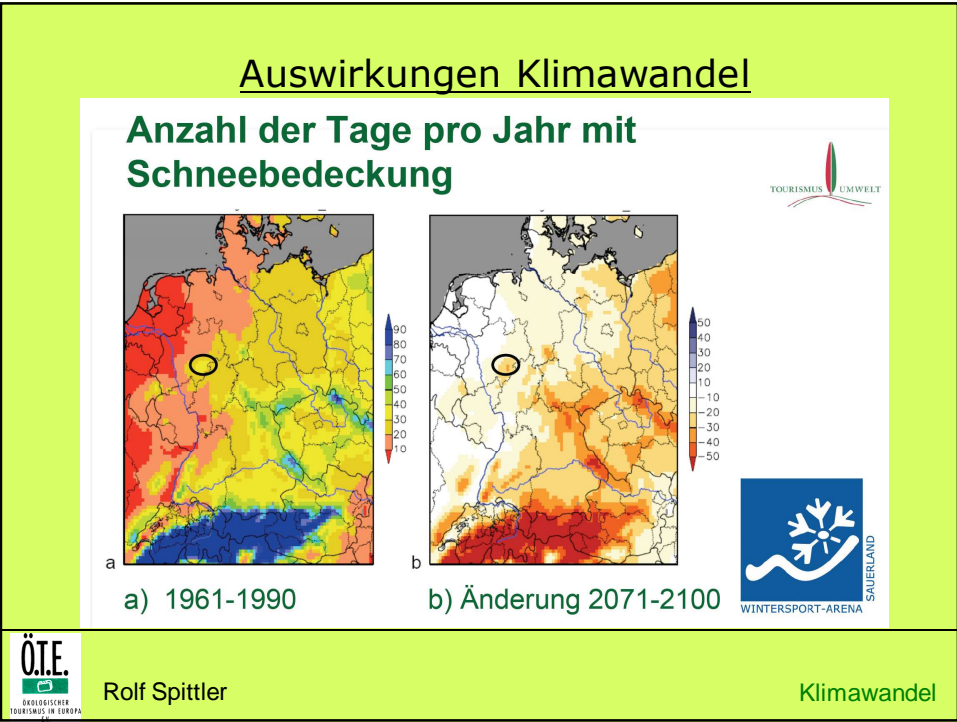 Auswirkungen Klimawandel
Anzahl der Tage pro Jahr mit
Schneebedeckung
TOURISMUS UMWELT
90
80
70
60
50
40
30
20
10
50
40
30
20
10
-10
-20
-30
-40
-50
a
b
a) 1961-1990
b) Änderung 2071-2100
WINTERSPORT-ARENA
SAUERLAND
Ö.T.E.
ÖKOLOGISCHER
TOURISMUS IN EUROPA
Rolf Spittler
Klimawandel